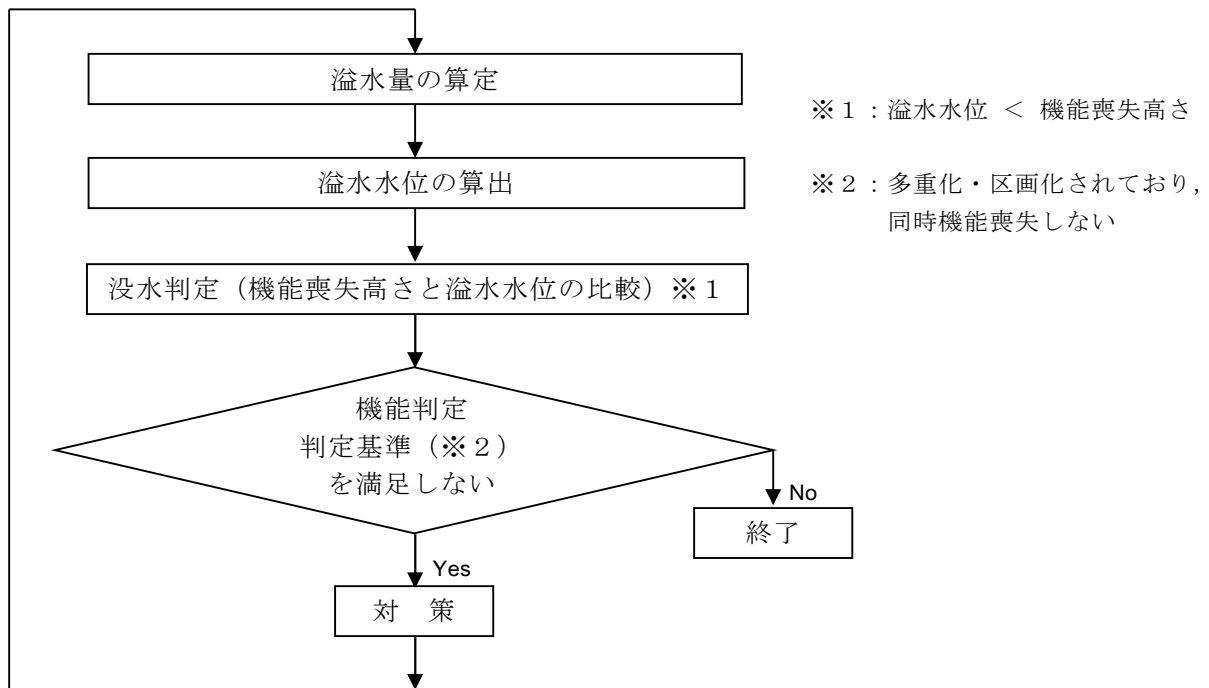 溢水量の算定
※１：溢水水位 ＜ 機能喪失高さ
溢水水位の算出
※２：多重化・区画化されており，
同時機能喪失しない
没水判定（機能喪失高さと溢水水位の比較）※１
機能判定
判定基準（※２）
を満足しない
No
終了
Yes
対　策